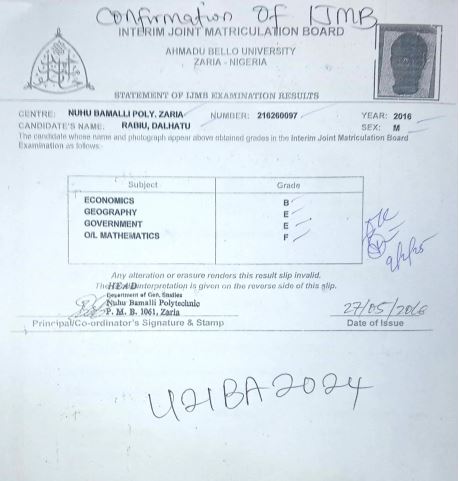 Confirmation OF IJMB
INTERIM JOINT MATRICULATION BOARD
AHMADU BELLO UNIVERSITY
ZARIA - NIGERIA
STATEMENT OF IJMB EXAMINATION RESULTS
CENTRE: NUHU BAMALLI POLY, ZARIA NUMBER: 216260097 YEAR: 2016
CANDIDATE'S NAME: RABIU, DALHATU SEX: M
The candidate whose name and photograph appear above obtained grades in the Interim Joint Matriculation Board
Examination as follows:
Subject Grade
ECONOMICS B
GEOGRAPHY E
GOVERNMENT E
O/L MATHEMATICS F
Any alteration or erasure renders this result slip invalid.
The interpretation is given on the reverse side of this slip.
HEAD
Department of Gen. Studies
Nuhu Bamalli Polytechnic
P. M. B. 1061, Zaria
27/05/2016
Principal/Co-ordinator's Signature & Stamp Date of Issue
U21BA2024